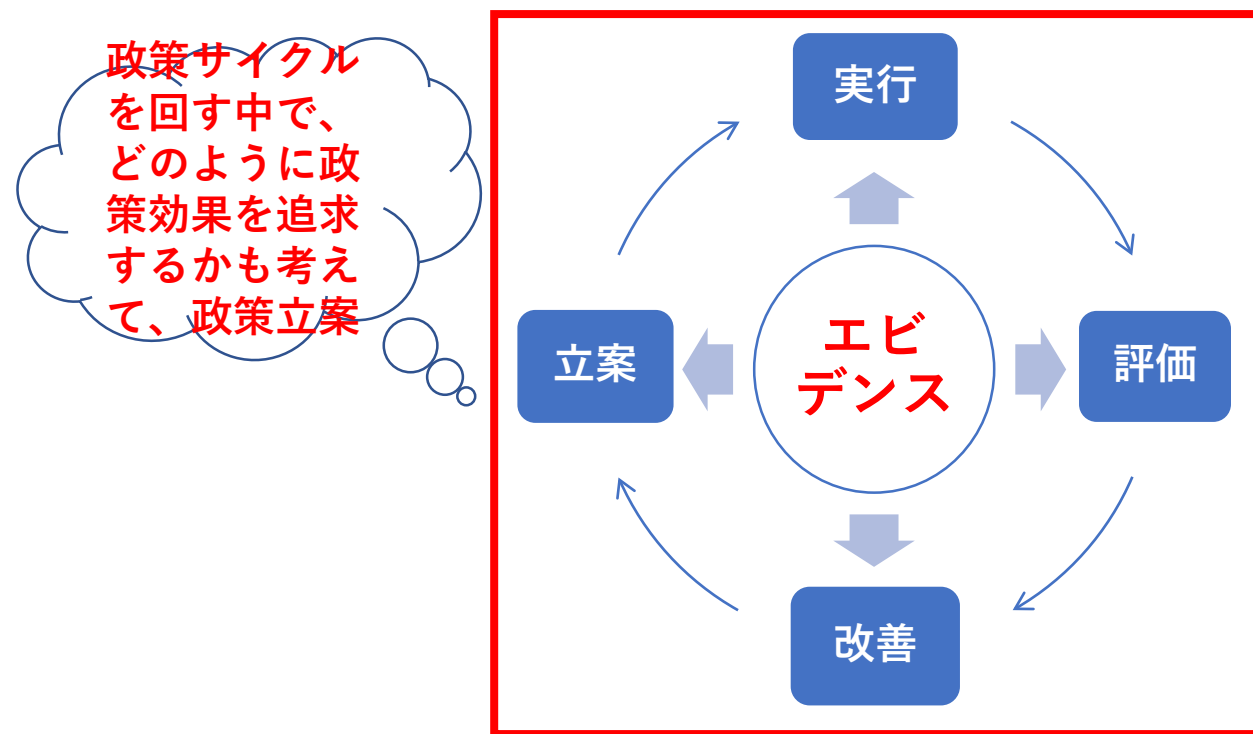 政策サイクル
を回す中で、
どのように政
策効果を追求
するかも考え
て、政策立案
実行
立案
エビ
デンス
評価
改善